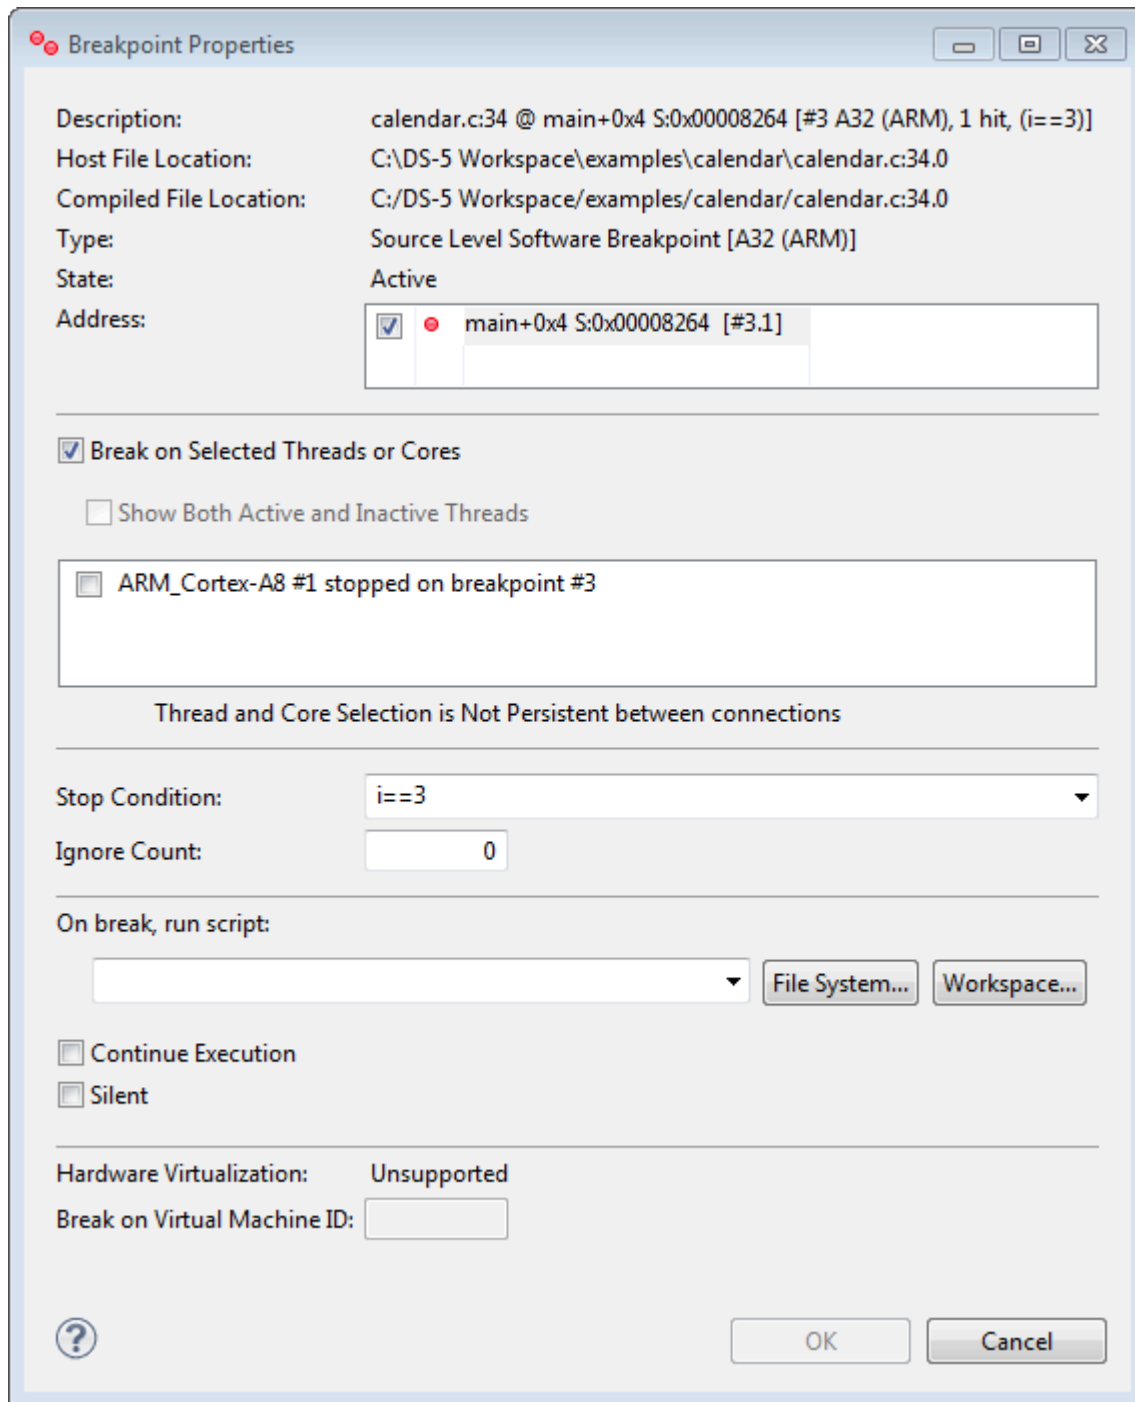 Breakpoint Properties
Description: calendar.c:34 @ main+0x4 S:0x00008264 [#3 A32 (ARM), 1 hit, (i==3)]
Host File Location: C:\DS-5 Workspace\examples\calendar\calendar.c:34.0
Compiled File Location: C:/DS-5 Workspace/examples/calendar/calendar.c:34.0
Type: Source Level Software Breakpoint [A32 (ARM)]
State: Active
Address: main+0x4 S:0x00008264 [#3.1]
Break on Selected Threads or Cores
Show Both Active and Inactive Threads
ARM_Cortex-A8 #1 stopped on breakpoint #3
Thread and Core Selection is Not Persistent between connections
Stop Condition: i==3
Ignore Count: 0
On break, run script:
File System... Workspace...
Continue Execution
Silent
Hardware Virtualization: Unsupported
Break on Virtual Machine ID:
? OK Cancel